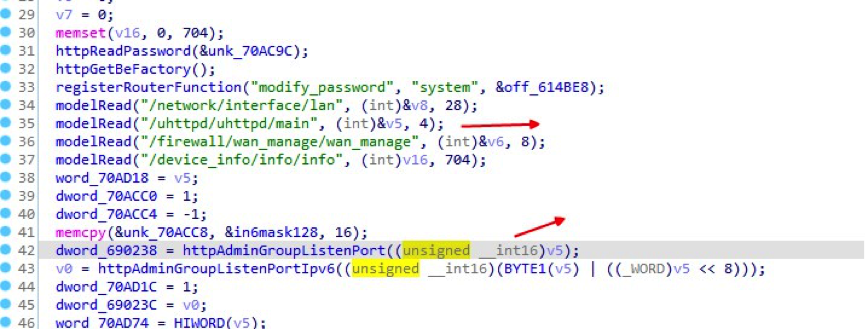 29 v7 = 0;
30 memset(v16, 0, 704);
31 httpReadPassword(&unk_70AC9C);
32 httpGetBeFactory();
33 registerRouterFunction("modify_password", "system", &off_614BE8);
34 modelRead("/network/interface/lan", (int)&v8, 28);
35 modelRead("/uhttpd/uhttpd/main", (int)&v5, 4);
36 modelRead("/firewall/wan_manage/wan_manage", (int)&v6, 8);
37 modelRead("/device_info/info/info", (int)v16, 704);
38 word_70AD18 = v5;
39 dword_70ACC0 = 1;
40 dword_70ACC4 = -1;
41 memcpy(&unk_70ACC8, &in6mask128, 16);
42 dword_690238 = httpAdminGroupListenPort((unsigned __int16)v5);
43 v0 = httpAdminGroupListenPortIpv6((unsigned __int16)(BYTE1(v5) | ((_WORD)v5 << 8)));
44 dword_70AD1C = 1;
45 dword_69023C = v0;
46 word_70AD74 = HIWORD(v5);